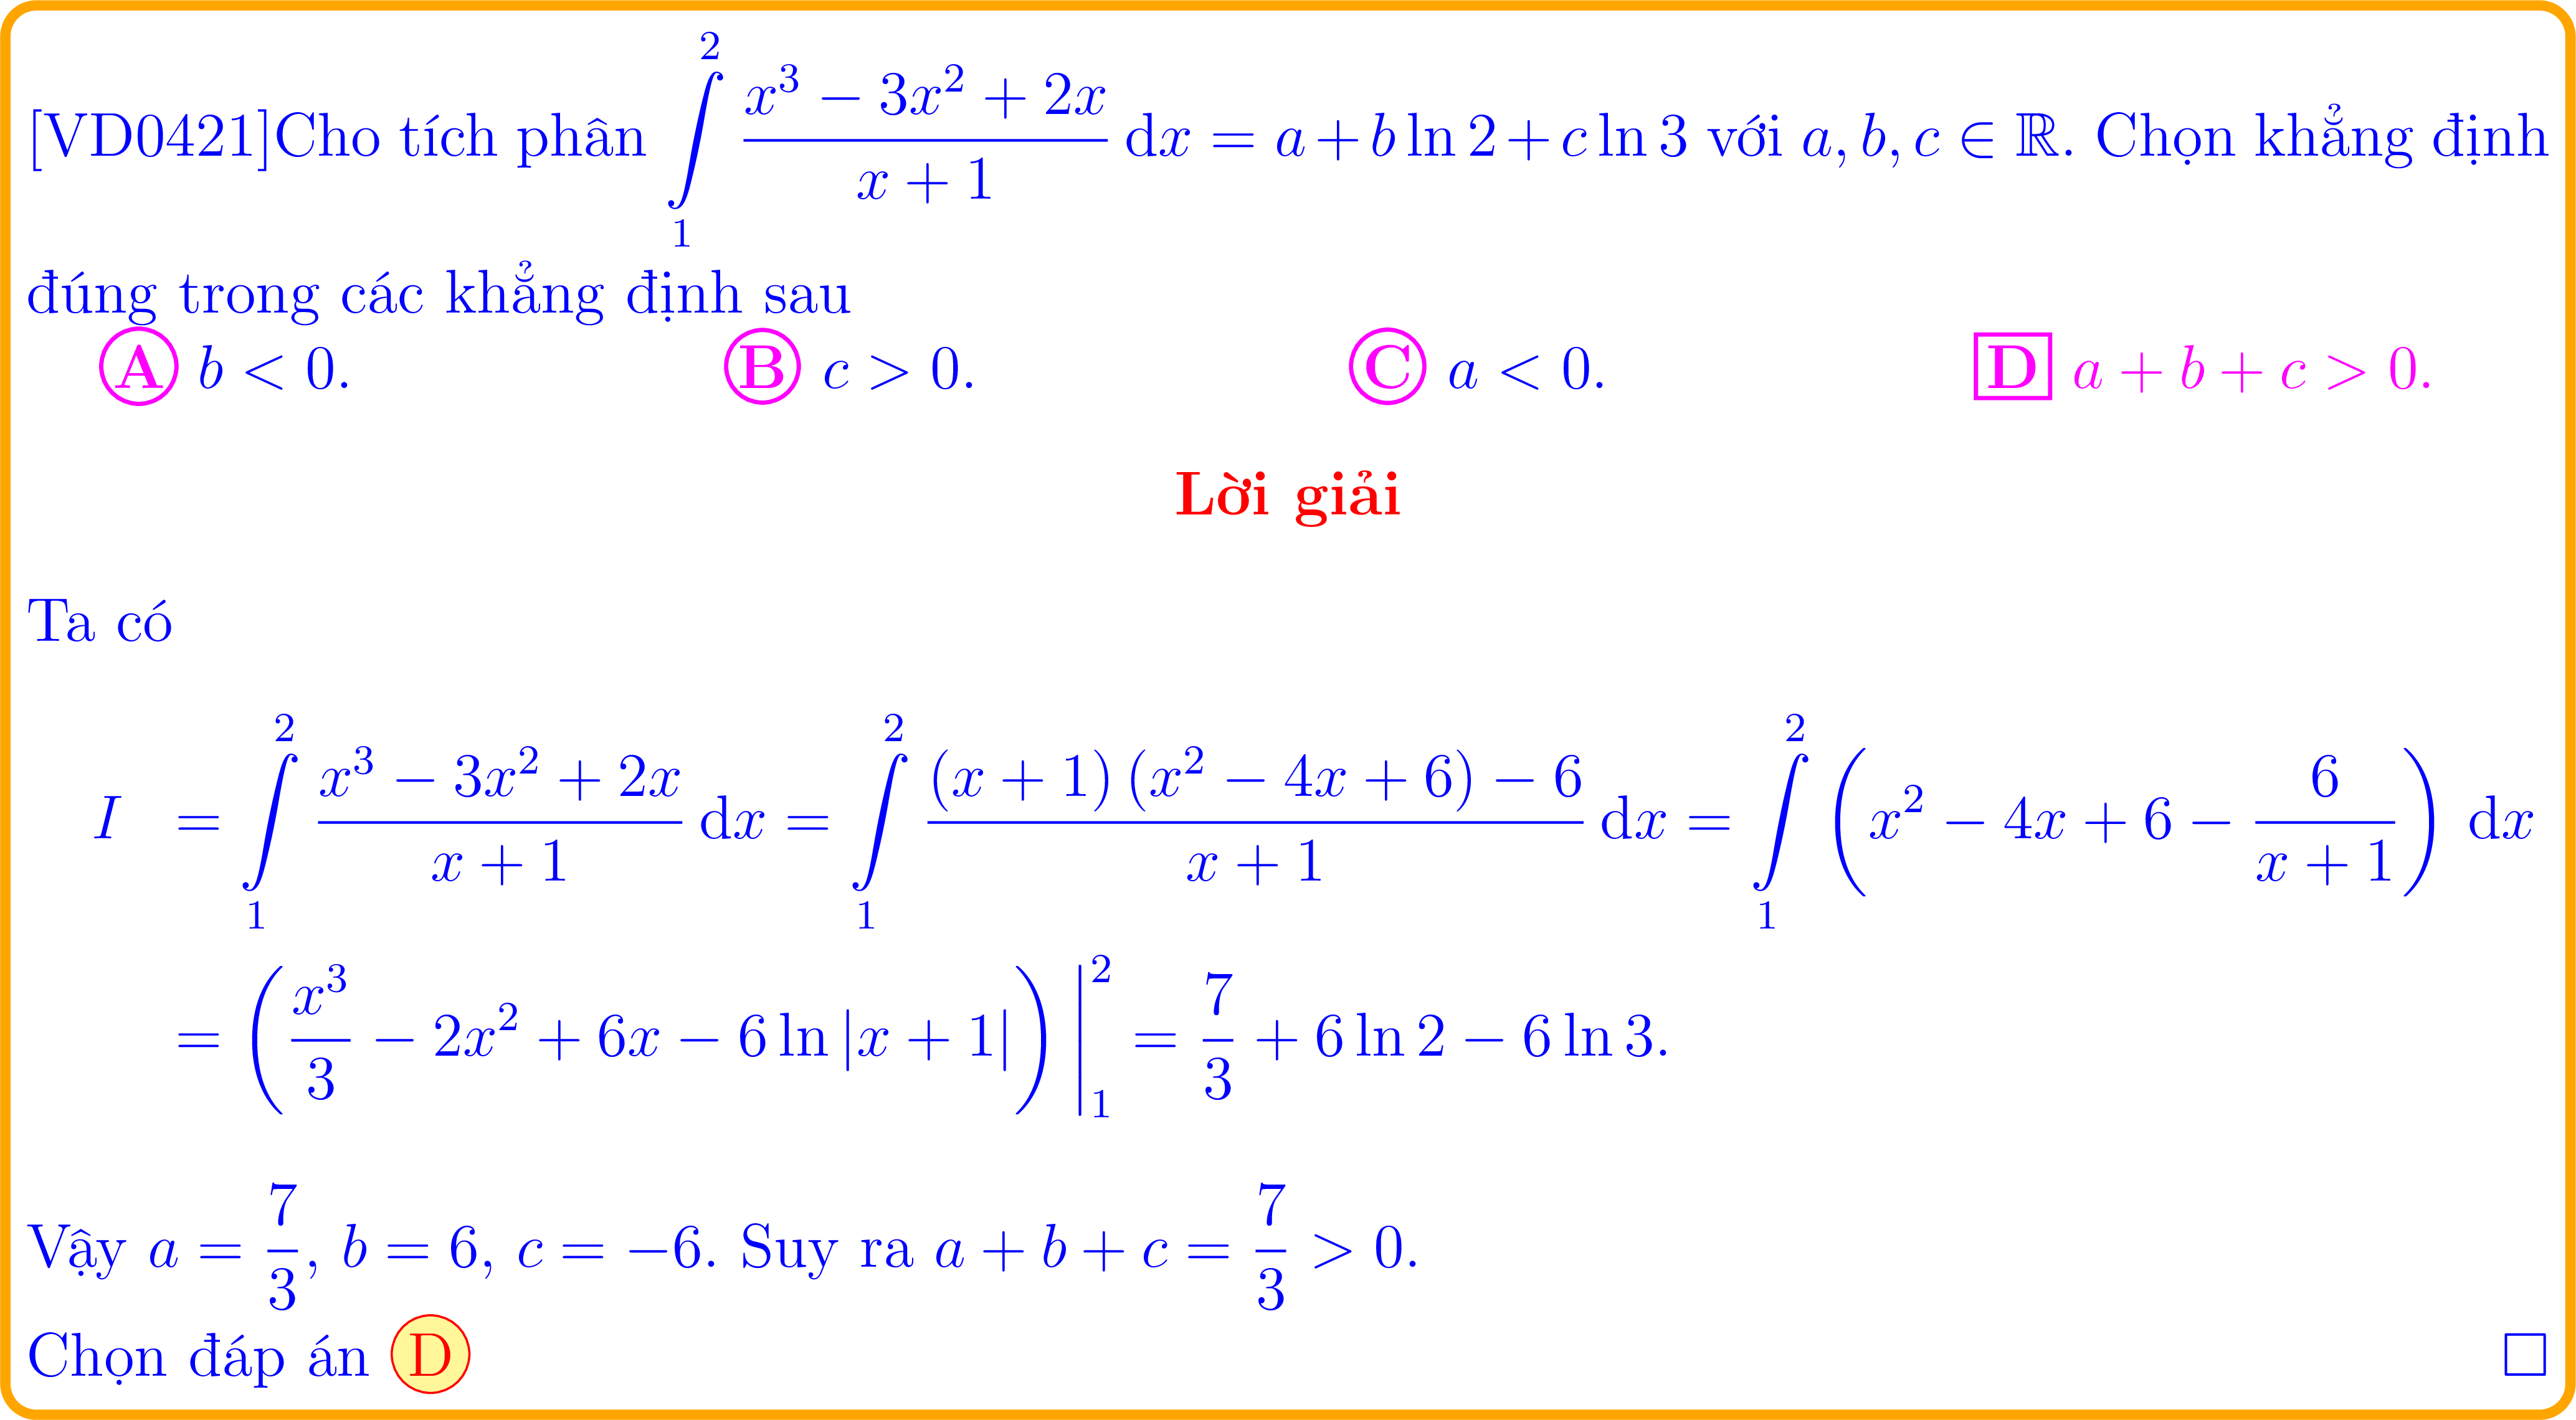 [VD0421]Cho tích phân $\int\limits_1^2 \frac{x^3 - 3x^2 + 2x}{x + 1}\,\mathrm{d}x = a + b\ln 2 + c\ln 3$ với $a, b, c \in \mathbb{R}$. Chọn khẳng định
đúng trong các khẳng định sau
A $b < 0$. B $c > 0$. C $a < 0$. D $a + b + c > 0$.
Lời giải
Ta có
$I = \int\limits_1^2 \frac{x^3 - 3x^2 + 2x}{x + 1}\,\mathrm{d}x = \int\limits_1^2 \frac{(x + 1)(x^2 - 4x + 6) - 6}{x + 1}\,\mathrm{d}x = \int\limits_1^2 \left(x^2 - 4x + 6 - \frac{6}{x + 1}\right)\,\mathrm{d}x$
$= \left(\frac{x^3}{3} - 2x^2 + 6x - 6\ln|x + 1|\right)\Big|_1^2 = \frac{7}{3} + 6\ln 2 - 6\ln 3.$
Vậy $a = \frac{7}{3}$, $b = 6$, $c = -6$. Suy ra $a + b + c = \frac{7}{3} > 0$.
Chọn đáp án D □